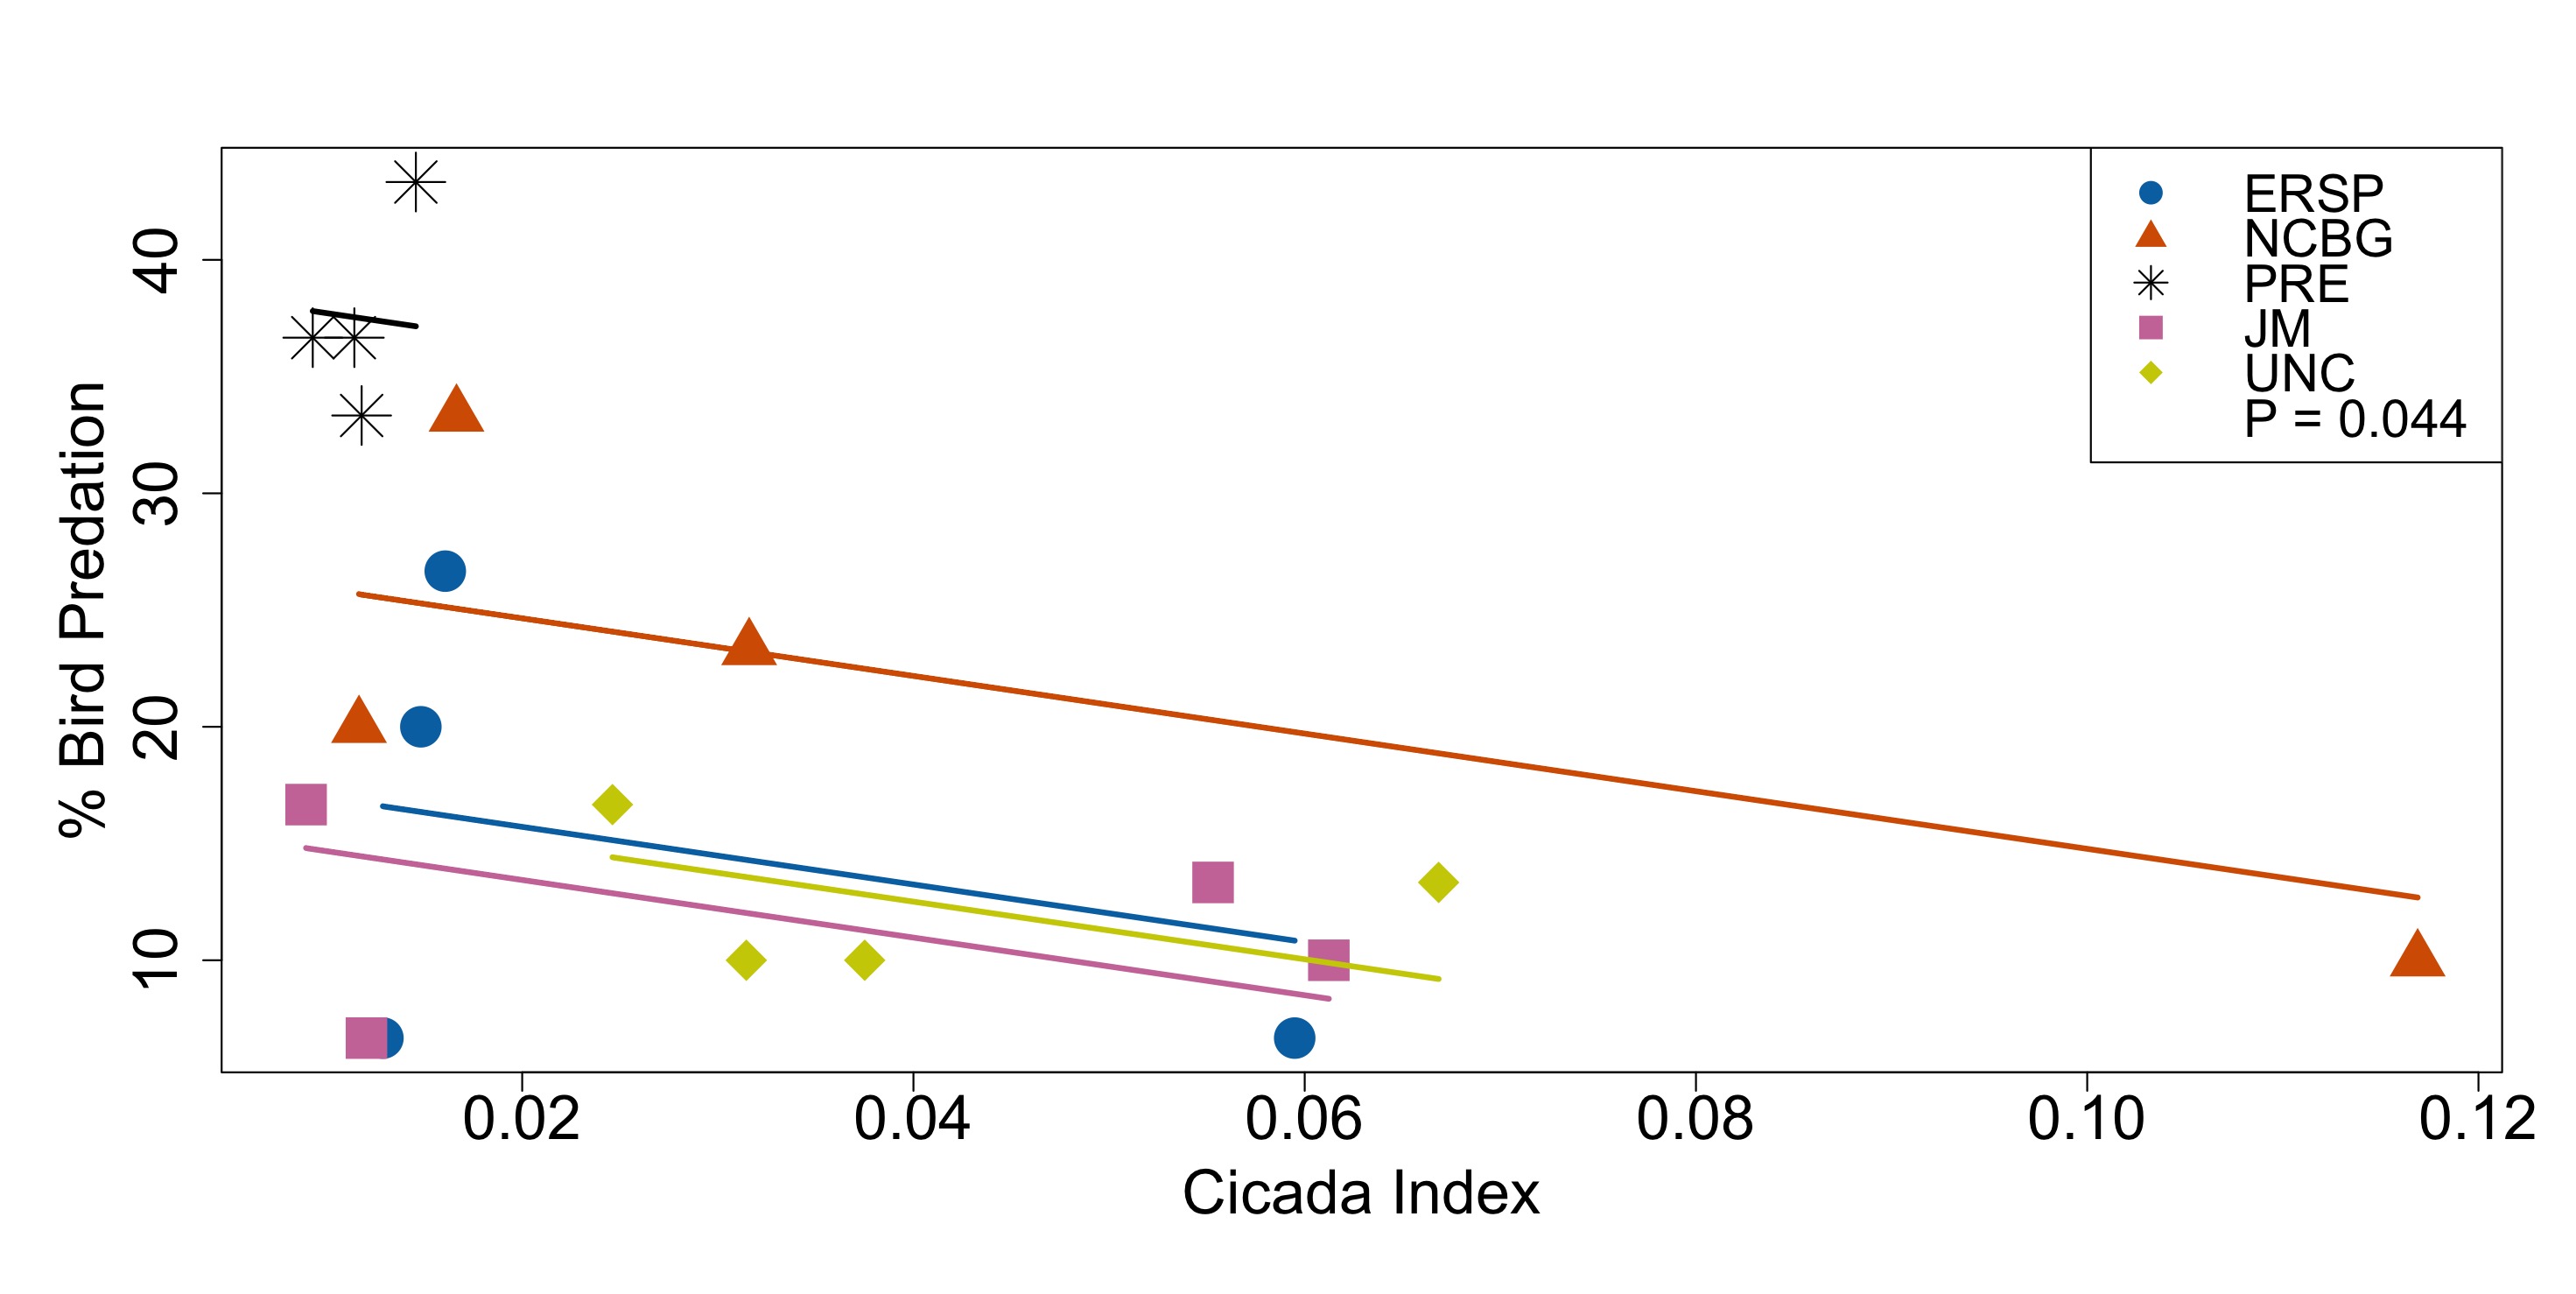 % Bird Predation
40
30
20
10
ERSP
NCBG
PRE
JM
UNC
P = 0.044
0.02 0.04 0.06 0.08 0.10 0.12
Cicada Index